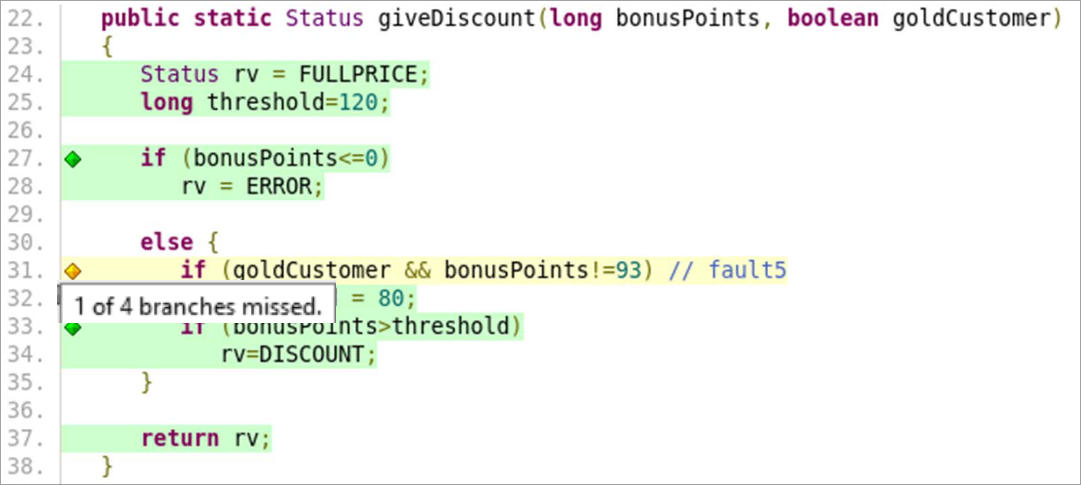 22. public static Status giveDiscount(long bonusPoints, boolean goldCustomer)
23. {
24. Status rv = FULLPRICE;
25. long threshold=120;
26.
27. if (bonusPoints<=0)
28. rv = ERROR;
29.
30. else {
31. if (goldCustomer && bonusPoints!=93) // fault5
32. = 80;
1 of 4 branches missed.
33. if (bonusPoints>threshold)
34. rv=DISCOUNT;
35. }
36.
37. return rv;
38. }